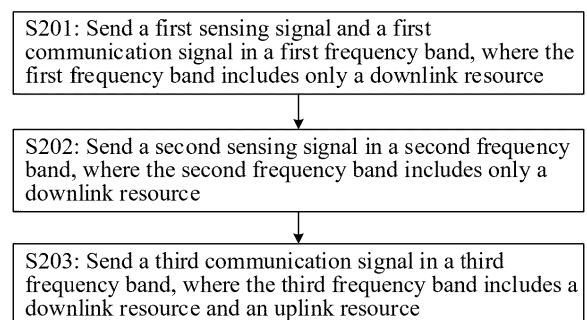 S201: Send a first sensing signal and a first
communication signal in a first frequency band, where the
first frequency band includes only a downlink resource
S202: Send a second sensing signal in a second frequency
band, where the second frequency band includes only a
downlink resource
S203: Send a third communication signal in a third
frequency band, where the third frequency band includes a
downlink resource and an uplink resource